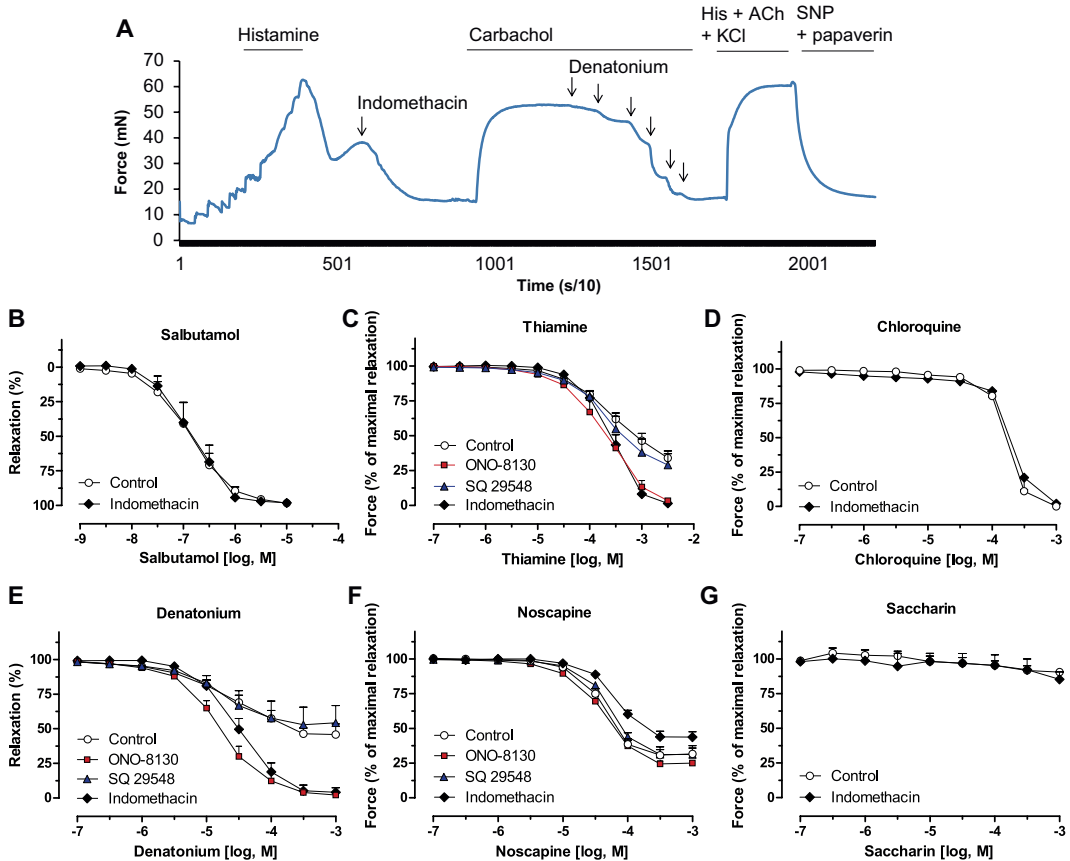 A
Histamine
Carbachol
His + ACh
+ KCl
SNP
+ papaverin
Denatonium
Indomethacin
Force (mN)
70
60
50
40
30
20
10
0
1 501 1001 1501 2001
Time (s/10)
B
Salbutamol
Relaxation (%)
0
25
50
75
100
Control
Indomethacin
-9 -8 -7 -6 -5 -4
Salbutamol [log, M]
C
Thiamine
Force (% of maximal relaxation)
100
75
50
25
0
Control
ONO-8130
SQ 29548
Indomethacin
-7 -6 -5 -4 -3 -2
Thiamine [log, M]
D
Chloroquine
Force (% of maximal relaxation)
100
75
50
25
0
Control
Indomethacin
-7 -6 -5 -4 -3
Chloroquine [log, M]
E
Denatonium
Relaxation (%)
100
75
50
25
0
Control
ONO-8130
SQ 29548
Indomethacin
-7 -6 -5 -4 -3
Denatonium [log, M]
F
Noscapine
Force (% of maximal relaxation)
100
75
50
25
0
Control
ONO-8130
SQ 29548
Indomethacin
-7 -6 -5 -4 -3
Noscapine [log, M]
G
Saccharin
Force (% of maximal relaxation)
100
75
50
25
0
Control
Indomethacin
-7 -6 -5 -4 -3
Saccharin [log, M]